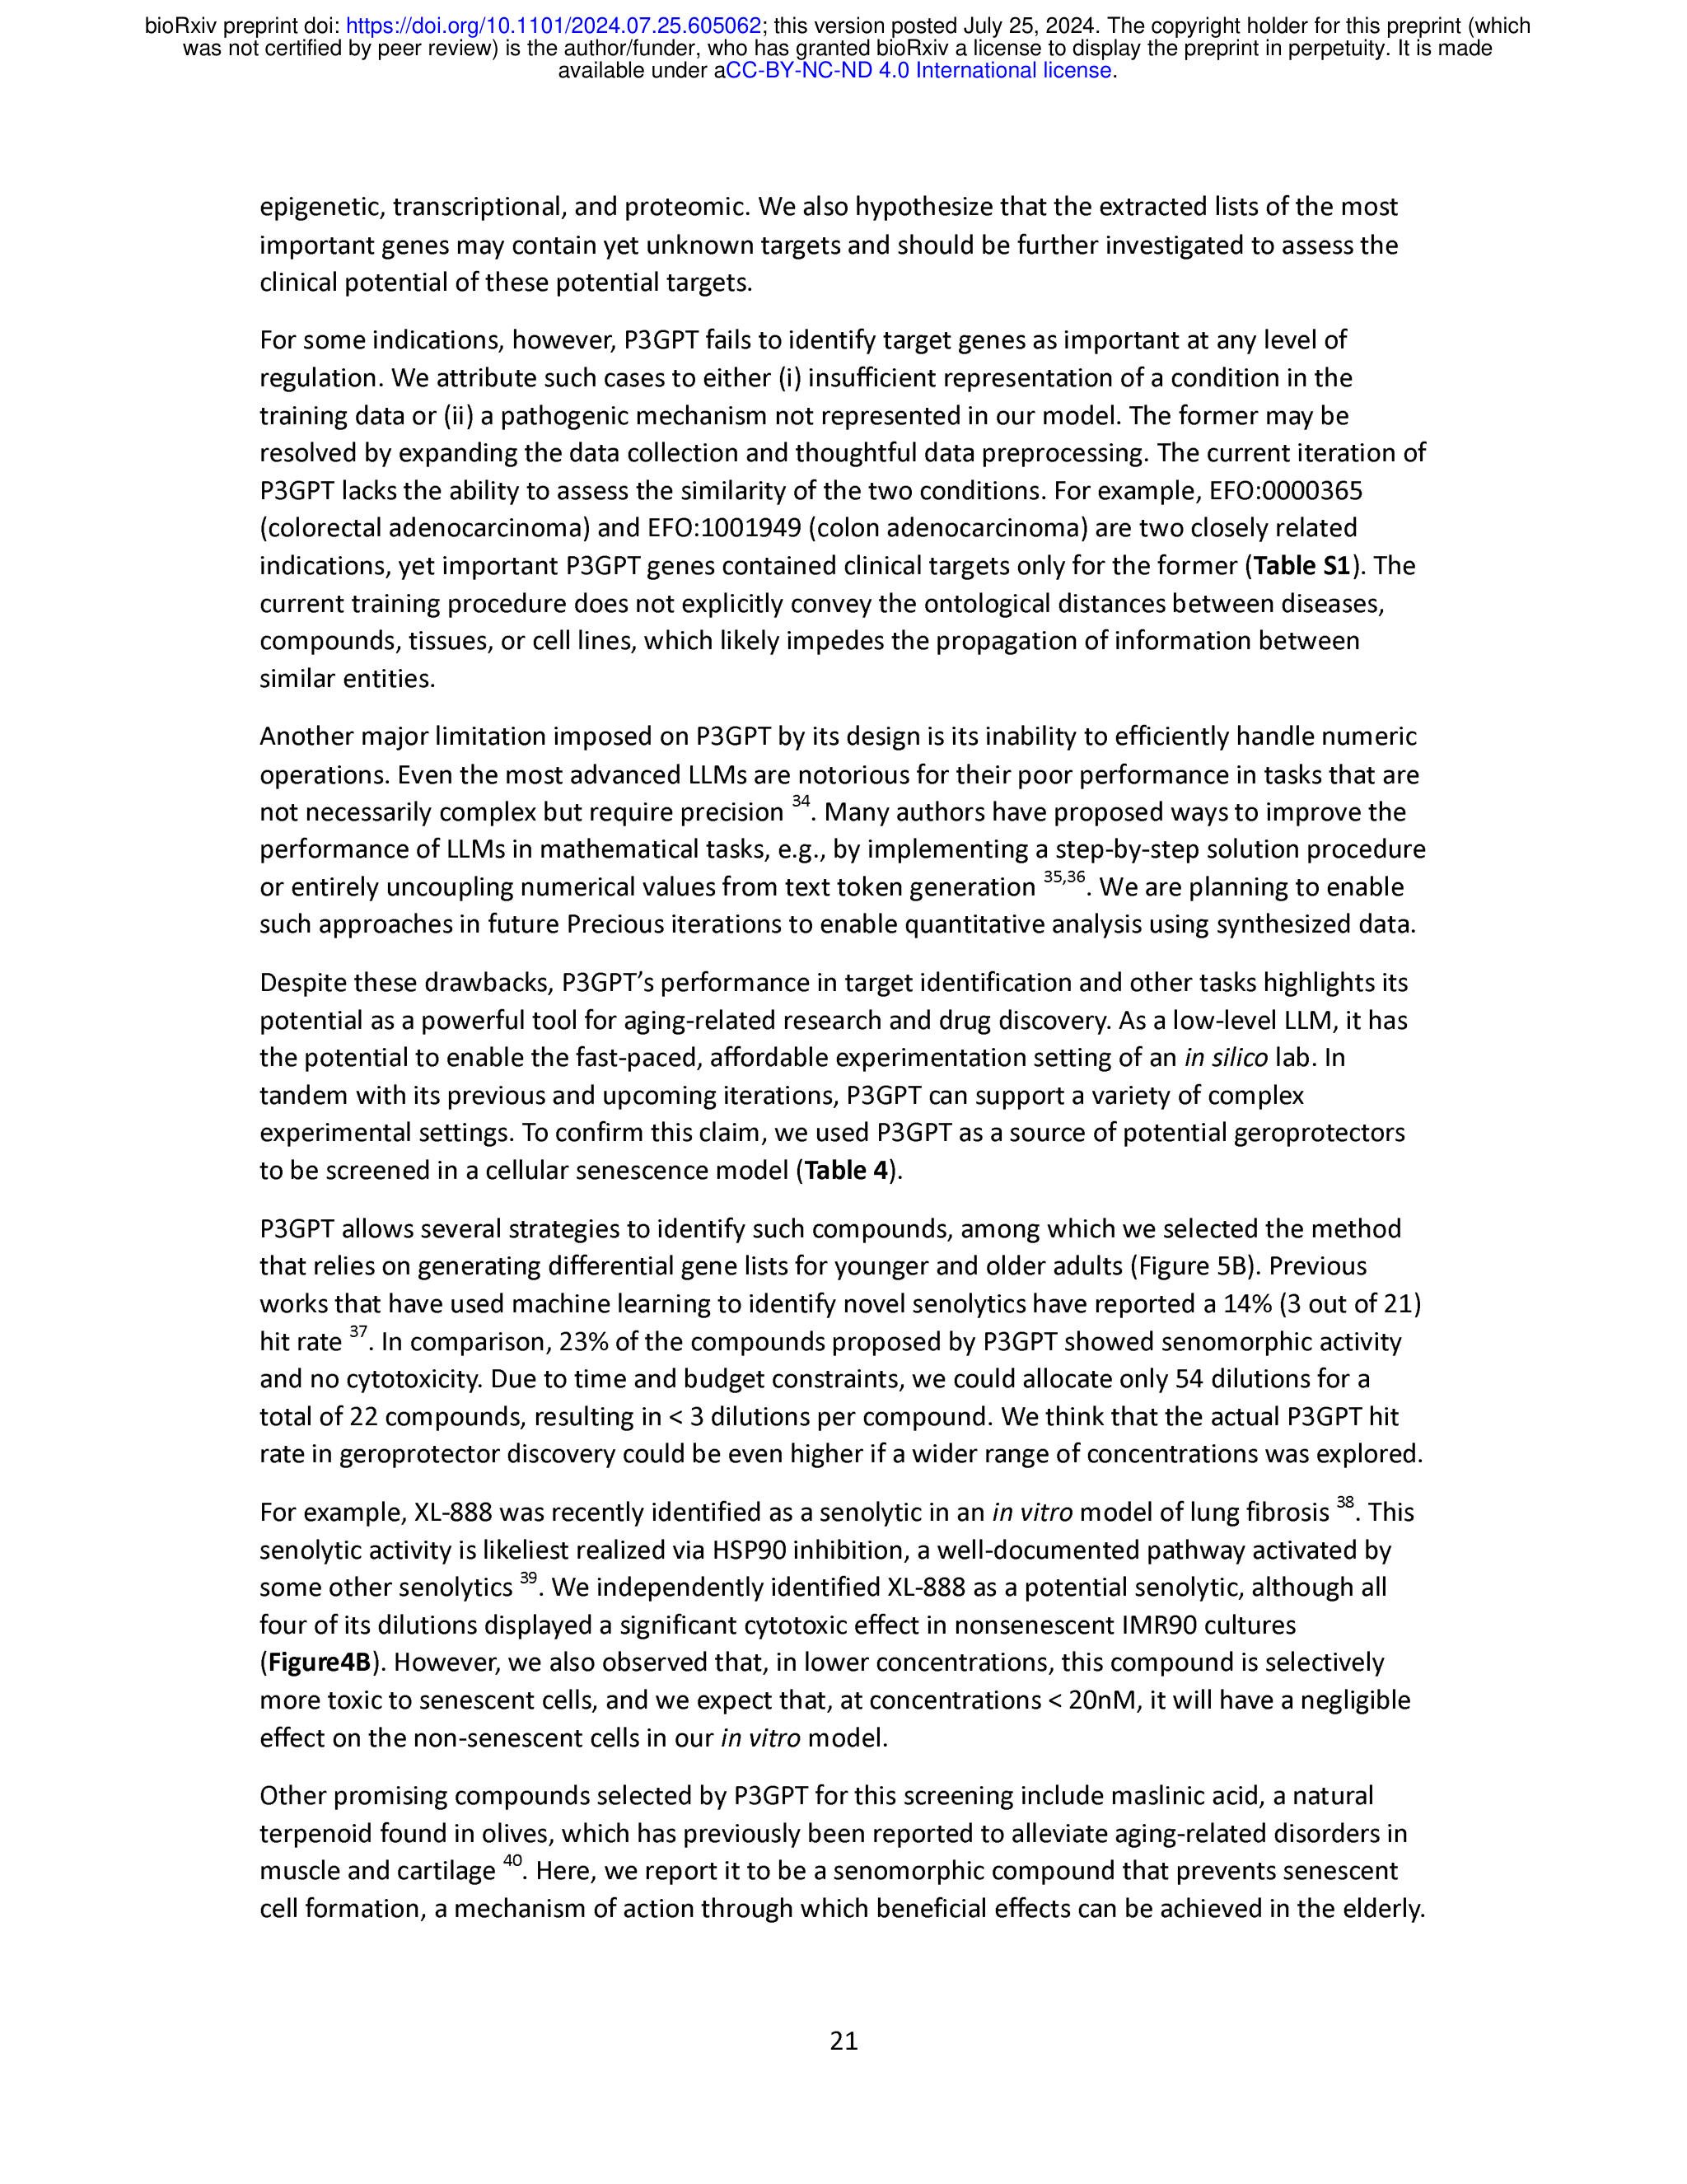 bioRxiv preprint doi: https://doi.org/10.1101/2024.07.25.605062; this version posted July 25, 2024. The copyright holder for this preprint (which
was not certified by peer review) is the author/funder, who has granted bioRxiv a license to display the preprint in perpetuity. It is made
available under aCC-BY-NC-ND 4.0 International license.
epigenetic, transcriptional, and proteomic. We also hypothesize that the extracted lists of the most
important genes may contain yet unknown targets and should be further investigated to assess the
clinical potential of these potential targets.
For some indications, however, P3GPT fails to identify target genes as important at any level of
regulation. We attribute such cases to either (i) insufficient representation of a condition in the
training data or (ii) a pathogenic mechanism not represented in our model. The former may be
resolved by expanding the data collection and thoughtful data preprocessing. The current iteration of
P3GPT lacks the ability to assess the similarity of the two conditions. For example, EFO:0000365
(colorectal adenocarcinoma) and EFO:1001949 (colon adenocarcinoma) are two closely related
indications, yet important P3GPT genes contained clinical targets only for the former (Table S1). The
current training procedure does not explicitly convey the ontological distances between diseases,
compounds, tissues, or cell lines, which likely impedes the propagation of information between
similar entities.
Another major limitation imposed on P3GPT by its design is its inability to efficiently handle numeric
operations. Even the most advanced LLMs are notorious for their poor performance in tasks that are
not necessarily complex but require precision 34. Many authors have proposed ways to improve the
performance of LLMs in mathematical tasks, e.g., by implementing a step-by-step solution procedure
or entirely uncoupling numerical values from text token generation 35,36. We are planning to enable
such approaches in future Precious iterations to enable quantitative analysis using synthesized data.
Despite these drawbacks, P3GPT’s performance in target identification and other tasks highlights its
potential as a powerful tool for aging-related research and drug discovery. As a low-level LLM, it has
the potential to enable the fast-paced, affordable experimentation setting of an in silico lab. In
tandem with its previous and upcoming iterations, P3GPT can support a variety of complex
experimental settings. To confirm this claim, we used P3GPT as a source of potential geroprotectors
to be screened in a cellular senescence model (Table 4).
P3GPT allows several strategies to identify such compounds, among which we selected the method
that relies on generating differential gene lists for younger and older adults (Figure 5B). Previous
works that have used machine learning to identify novel senolytics have reported a 14% (3 out of 21)
hit rate 37. In comparison, 23% of the compounds proposed by P3GPT showed senomorphic activity
and no cytotoxicity. Due to time and budget constraints, we could allocate only 54 dilutions for a
total of 22 compounds, resulting in < 3 dilutions per compound. We think that the actual P3GPT hit
rate in geroprotector discovery could be even higher if a wider range of concentrations was explored.
For example, XL-888 was recently identified as a senolytic in an in vitro model of lung fibrosis 38. This
senolytic activity is likeliest realized via HSP90 inhibition, a well-documented pathway activated by
some other senolytics 39. We independently identified XL-888 as a potential senolytic, although all
four of its dilutions displayed a significant cytotoxic effect in nonsenescent IMR90 cultures
(Figure4B). However, we also observed that, in lower concentrations, this compound is selectively
more toxic to senescent cells, and we expect that, at concentrations < 20nM, it will have a negligible
effect on the non-senescent cells in our in vitro model.
Other promising compounds selected by P3GPT for this screening include maslinic acid, a natural
terpenoid found in olives, which has previously been reported to alleviate aging-related disorders in
muscle and cartilage 40. Here, we report it to be a senomorphic compound that prevents senescent
cell formation, a mechanism of action through which beneficial effects can be achieved in the elderly.
21